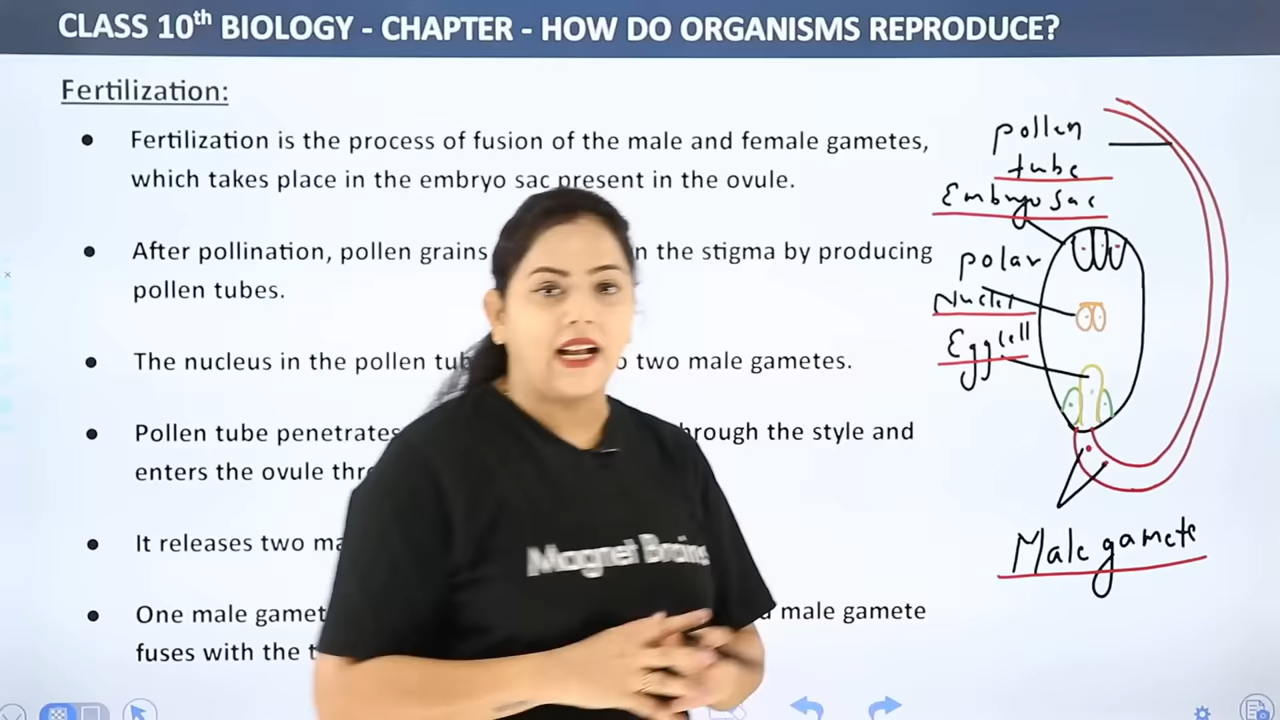 CLASS 10th BIOLOGY - CHAPTER - HOW DO ORGANISMS REPRODUCE?
Fertilization:
• Fertilization is the process of fusion of the male and female gametes,
which takes place in the embryo sac present in the ovule.
• After pollination, pollen grains n the stigma by producing
pollen tubes.
• The nucleus in the pollen tub o two male gametes.
• Pollen tube penetrates hrough the style and
enters the ovule thr
• It releases two ma
• One male gamet male gamete
fuses with the t
pollen
tube
Embryo sac
polar
Nuclei
Egg cell
Male gamete
Magnet Brains